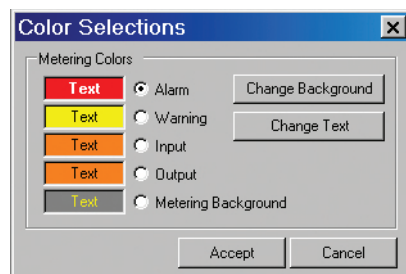 Color Selections
Metering Colors
Text Alarm Change Background
Text Warning
Change Text
Text Input
Text Output
Text Metering Background
Accept Cancel